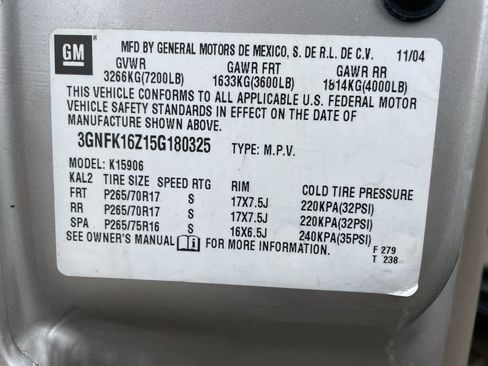 GM
MFD BY GENERAL MOTORS DE MEXICO, S. DE R.L. DE C.V. 11/04
GVWR GAWR FRT GAWR RR
3266KG(7200LB) 1633KG(3600LB) 1814KG(4000LB)
THIS VEHICLE CONFORMS TO ALL APPLICABLE U.S. FEDERAL MOTOR
VEHICLE SAFETY STANDARDS IN EFFECT ON THE DATE OF
MANUFACTURE SHOWN ABOVE.
3GNFK16Z15G180325 TYPE: M.P.V.
MODEL: K15906
KAL2 TIRE SIZE SPEED RTG RIM COLD TIRE PRESSURE
FRT P265/70R17 S 17X7.5J 220KPA(32PSI)
RR P265/70R17 S 17X7.5J 220KPA(32PSI)
SPA P265/75R16 S 16X6.5J 240KPA(35PSI)
SEE OWNER'S MANUAL FOR MORE INFORMATION.
F 279
T 238